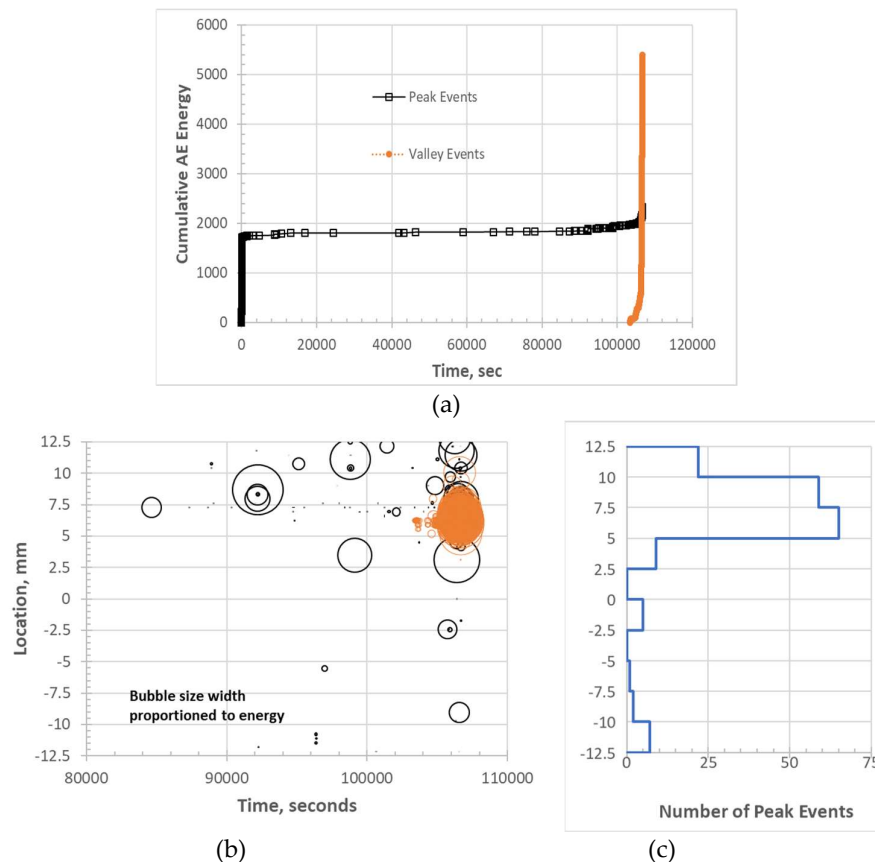 6000
5000
4000
3000
2000
1000
0
Cumulative AE Energy
Peak Events
Valley Events
0 20000 40000 60000 80000 100000 120000
Time, sec
(a)
12.5
10
7.5
5
2.5
0
-2.5
-5
-7.5
-10
-12.5
Location, mm
Bubble size width
proportioned to energy
80000 90000 100000 110000
Time, seconds
(b)
12.5
10
7.5
5
2.5
0
-2.5
-5
-7.5
-10
-12.5
0 25 50 75
Number of Peak Events
(c)